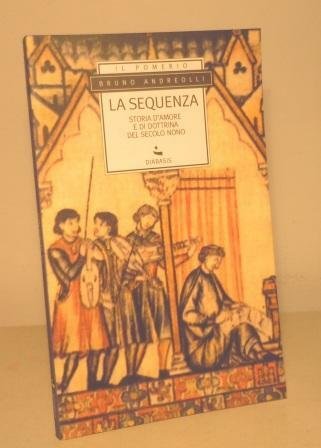 IL POMERIO
BRUNO ANDREOLLI
LA SEQUENZA
STORIA D'AMORE
E DI DOTTRINA
DEL SECOLO NONO
DIABASIS